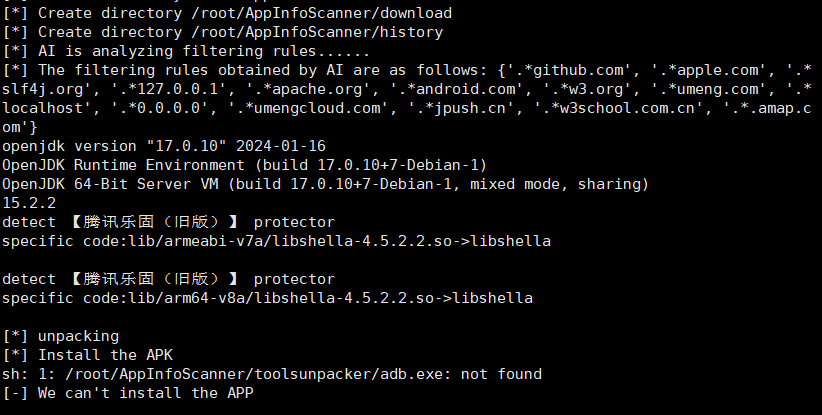 [*] Create directory /root/AppInfoScanner/download
[*] Create directory /root/AppInfoScanner/history
[*] AI is analyzing filtering rules......
[*] The filtering rules obtained by AI are as follows: {'.*github.com', '.*apple.com', '.*
slf4j.org', '.*127.0.0.1', '.*apache.org', '.*android.com', '.*w3.org', '.*umeng.com', '.*
localhost', '.*0.0.0.0', '.*umengcloud.com', '.*jpush.cn', '.*w3school.com.cn', '.*.amap.c
om'}
openjdk version "17.0.10" 2024-01-16
OpenJDK Runtime Environment (build 17.0.10+7-Debian-1)
OpenJDK 64-Bit Server VM (build 17.0.10+7-Debian-1, mixed mode, sharing)
15.2.2
detect 【腾讯乐固（旧版）】 protector
specific code:lib/armeabi-v7a/libshella-4.5.2.2.so->libshella
detect 【腾讯乐固（旧版）】 protector
specific code:lib/arm64-v8a/libshella-4.5.2.2.so->libshella
[*] unpacking
[*] Install the APK
sh: 1: /root/AppInfoScanner/toolsunpacker/adb.exe: not found
[-] We can't install the APP